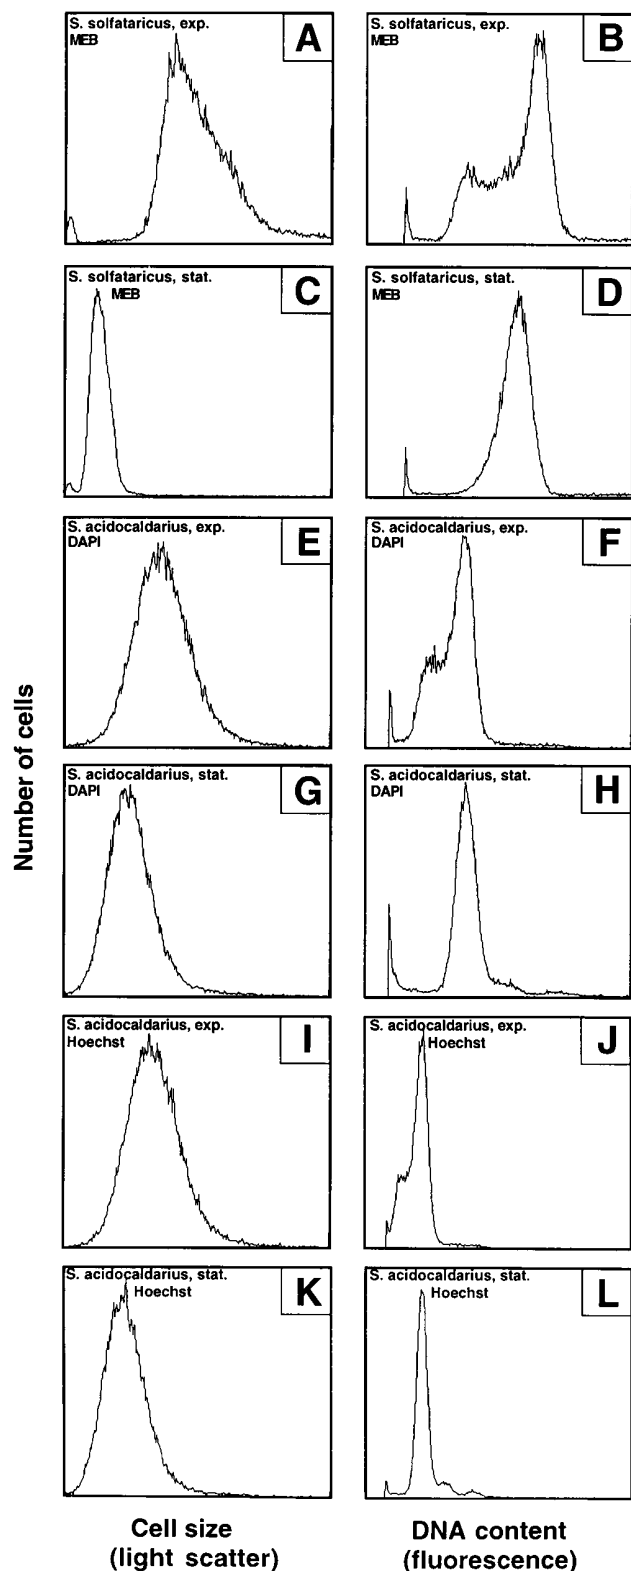 S. solfataricus, exp.
MEB
A
S. solfataricus, exp.
MEB
B
S. solfataricus, stat.
MEB
C
S. solfataricus, stat.
MEB
D
S. acidocaldarius, exp.
DAPI
E
S. acidocaldarius, exp.
DAPI
F
S. acidocaldarius, stat.
DAPI
G
S. acidocaldarius, stat.
DAPI
H
S. acidocaldarius, exp.
Hoechst
I
S. acidocaldarius, exp.
Hoechst
J
S. acidocaldarius, stat.
Hoechst
K
S. acidocaldarius, stat.
Hoechst
L
Number of cells
Cell size
(light scatter)
DNA content
(fluorescence)